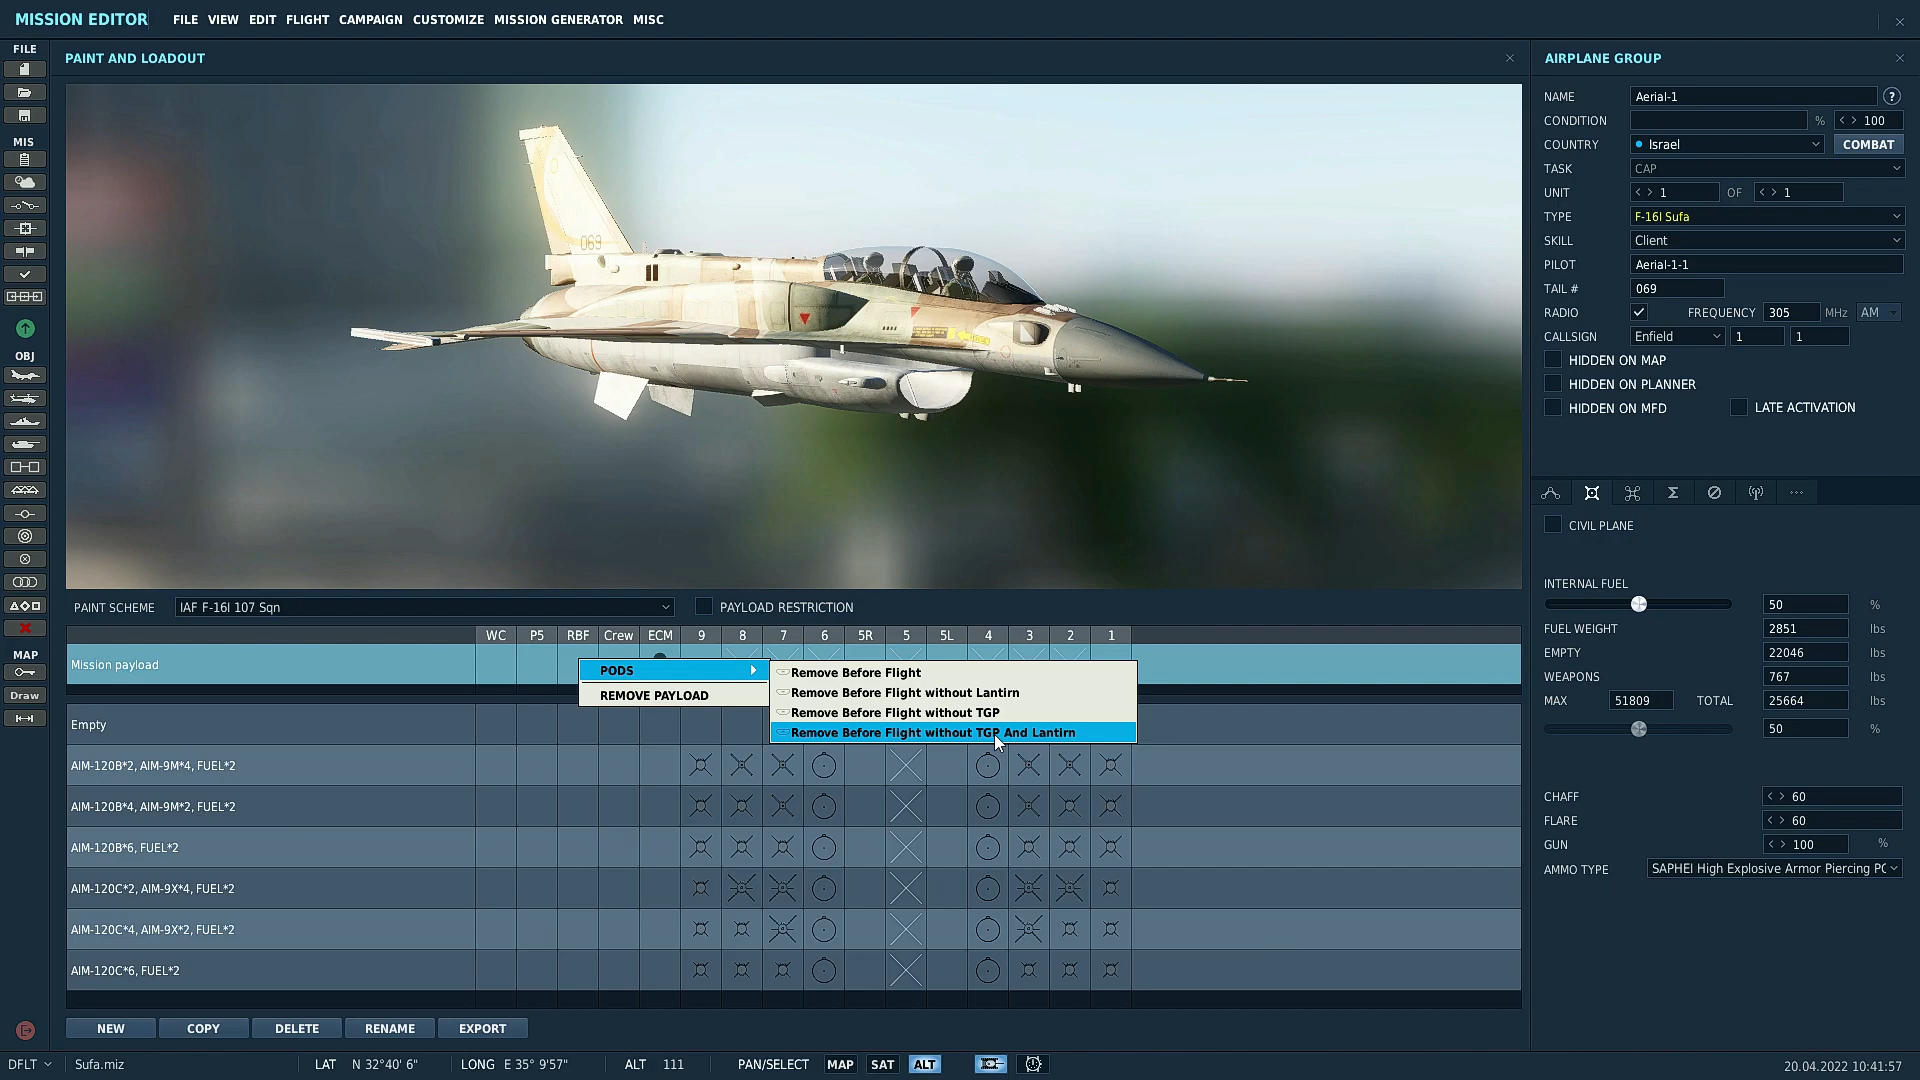 MISSION EDITOR FILE VIEW EDIT FLIGHT CAMPAIGN CUSTOMIZE MISSION GENERATOR MISC
FILE
MIS
OBJ
MAP
Draw
PAINT AND LOADOUT
069
PAINT SCHEME IAF F-16I 107 Sqn PAYLOAD RESTRICTION
WC P5 RBF Crew ECM 9 8 7 6 5R 5 5L 4 3 2 1
Mission payload
PODS
REMOVE PAYLOAD
Remove Before Flight
Remove Before Flight without Lantirn
Remove Before Flight without TGP
Remove Before Flight without TGP And Lantirn
Empty
AIM-120B*2, AIM-9M*4, FUEL*2
AIM-120B*4, AIM-9M*2, FUEL*2
AIM-120B*6, FUEL*2
AIM-120C*2, AIM-9X*4, FUEL*2
AIM-120C*4, AIM-9X*2, FUEL*2
AIM-120C*6, FUEL*2
NEW COPY DELETE RENAME EXPORT
AIRPLANE GROUP
NAME Aerial-1 ?
CONDITION % < > 100
COUNTRY Israel COMBAT
TASK CAP
UNIT < > 1 OF < > 1
TYPE F-16I Sufa
SKILL Client
PILOT Aerial-1-1
TAIL # 069
RADIO FREQUENCY 305 MHz AM
CALLSIGN Enfield 1 1
HIDDEN ON MAP
HIDDEN ON PLANNER
HIDDEN ON MFD LATE ACTIVATION
CIVIL PLANE
INTERNAL FUEL
50 %
FUEL WEIGHT 2851 lbs
EMPTY 22046 lbs
WEAPONS 767 lbs
MAX 51809 TOTAL 25664 lbs
50 %
CHAFF < > 60
FLARE < > 60
GUN < > 100 %
AMMO TYPE SAPHEI High Explosive Armor Piercing PG
DFLT Sufa.miz LAT N 32°40' 6" LONG E 35° 9'57" ALT 111 PAN/SELECT MAP SAT ALT 20.04.2022 10:41:57